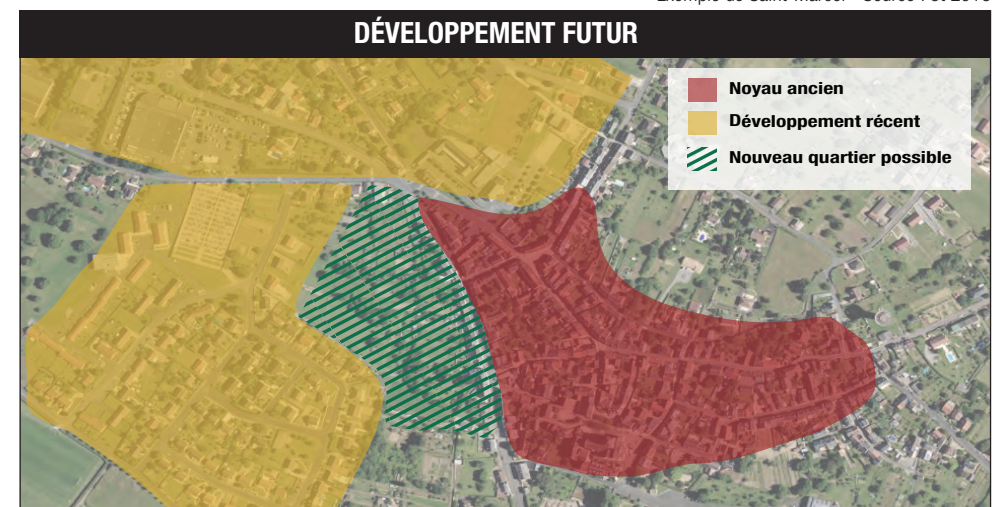 DÉVELOPPEMENT FUTUR
Noyau ancien
Développement récent
Nouveau quartier possible